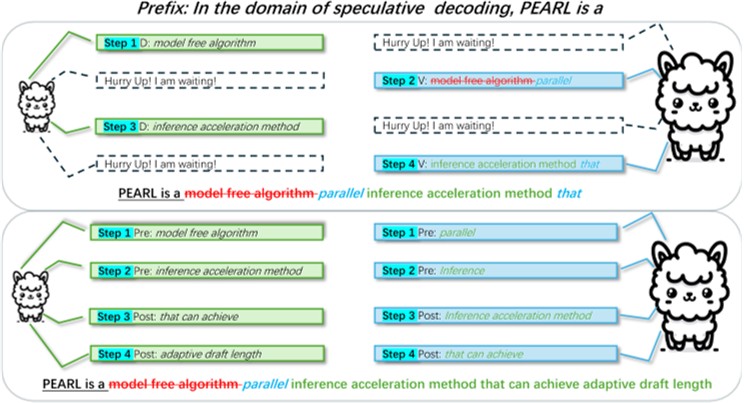 Prefix: In the domain of speculative decoding, PEARL is a
Step 1 D: model free algorithm
Hurry Up! I am waiting!
Hurry Up! I am waiting!
Step 2 V: model free algorithm parallel
Step 3 D: inference acceleration method
Hurry Up! I am waiting!
Hurry Up! I am waiting!
Step 4 V: inference acceleration method that
PEARL is a model free algorithm parallel inference acceleration method that
Step 1 Pre: model free algorithm
Step 1 Pre: parallel
Step 2 Pre: inference acceleration method
Step 2 Pre: Inference
Step 3 Post: that can achieve
Step 3 Post: Inference acceleration method
Step 4 Post: adaptive draft length
Step 4 Post: that can achieve
PEARL is a model free algorithm parallel inference acceleration method that can achieve adaptive draft length